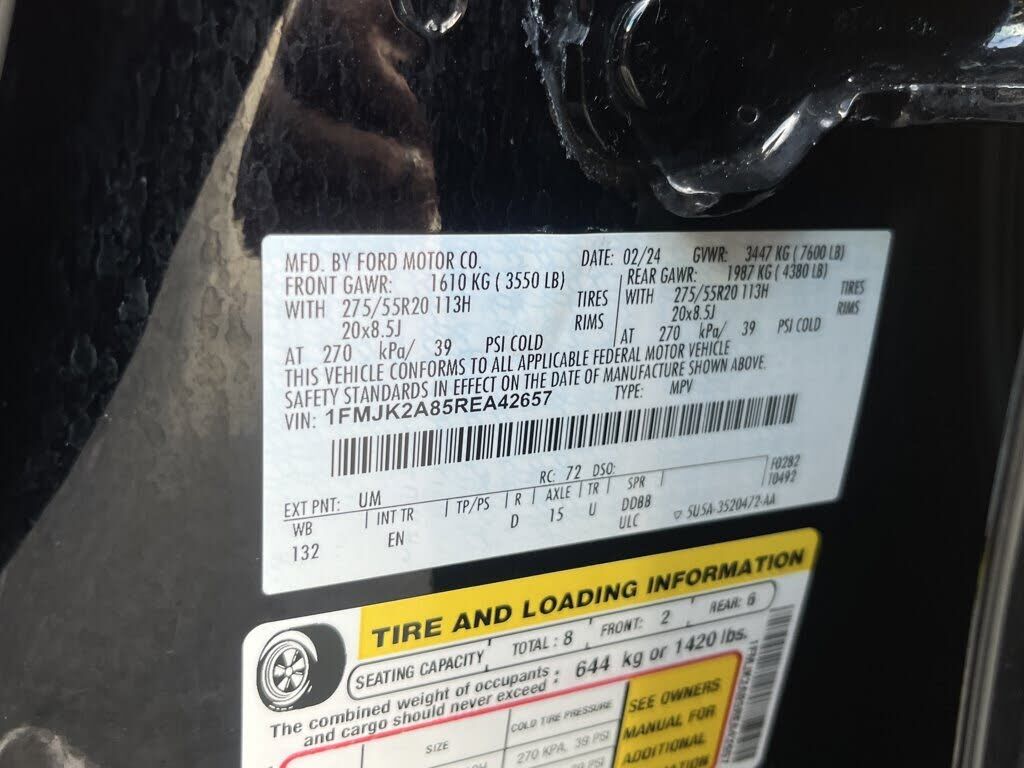 MFD. BY FORD MOTOR CO. DATE: 02/24 GVWR: 3447 KG ( 7600 LB)
FRONT GAWR: 1610 KG ( 3550 LB) REAR GAWR: 1987 KG ( 4380 LB)
WITH 275/55R20 113H TIRES WITH 275/55R20 113H TIRES
20x8.5J RIMS 20x8.5J RIMS
AT 270 kPa/ 39 PSI COLD AT 270 kPa/ 39 PSI COLD
THIS VEHICLE CONFORMS TO ALL APPLICABLE FEDERAL MOTOR VEHICLE
SAFETY STANDARDS IN EFFECT ON THE DATE OF MANUFACTURE SHOWN ABOVE.
VIN: 1FMJK2A85REA42657 TYPE: MPV
F0282
EXT PNT: UM RC: 72 DSO: T0492
WB INT TR TP/PS R AXLE TR SPR
132 EN D 15 U DDBB
ULC ▽ 5U5A-3520472-AA
TIRE AND LOADING INFORMATION
SEATING CAPACITY TOTAL : 8 FRONT: 2 REAR: 6
The combined weight of occupants : 644 kg or 1420 lbs.
and cargo should never exceed :
SIZE COLD TIRE PRESSURE SEE OWNERS
270 KPA, 39 PSI MANUAL FOR
ADDITIONAL